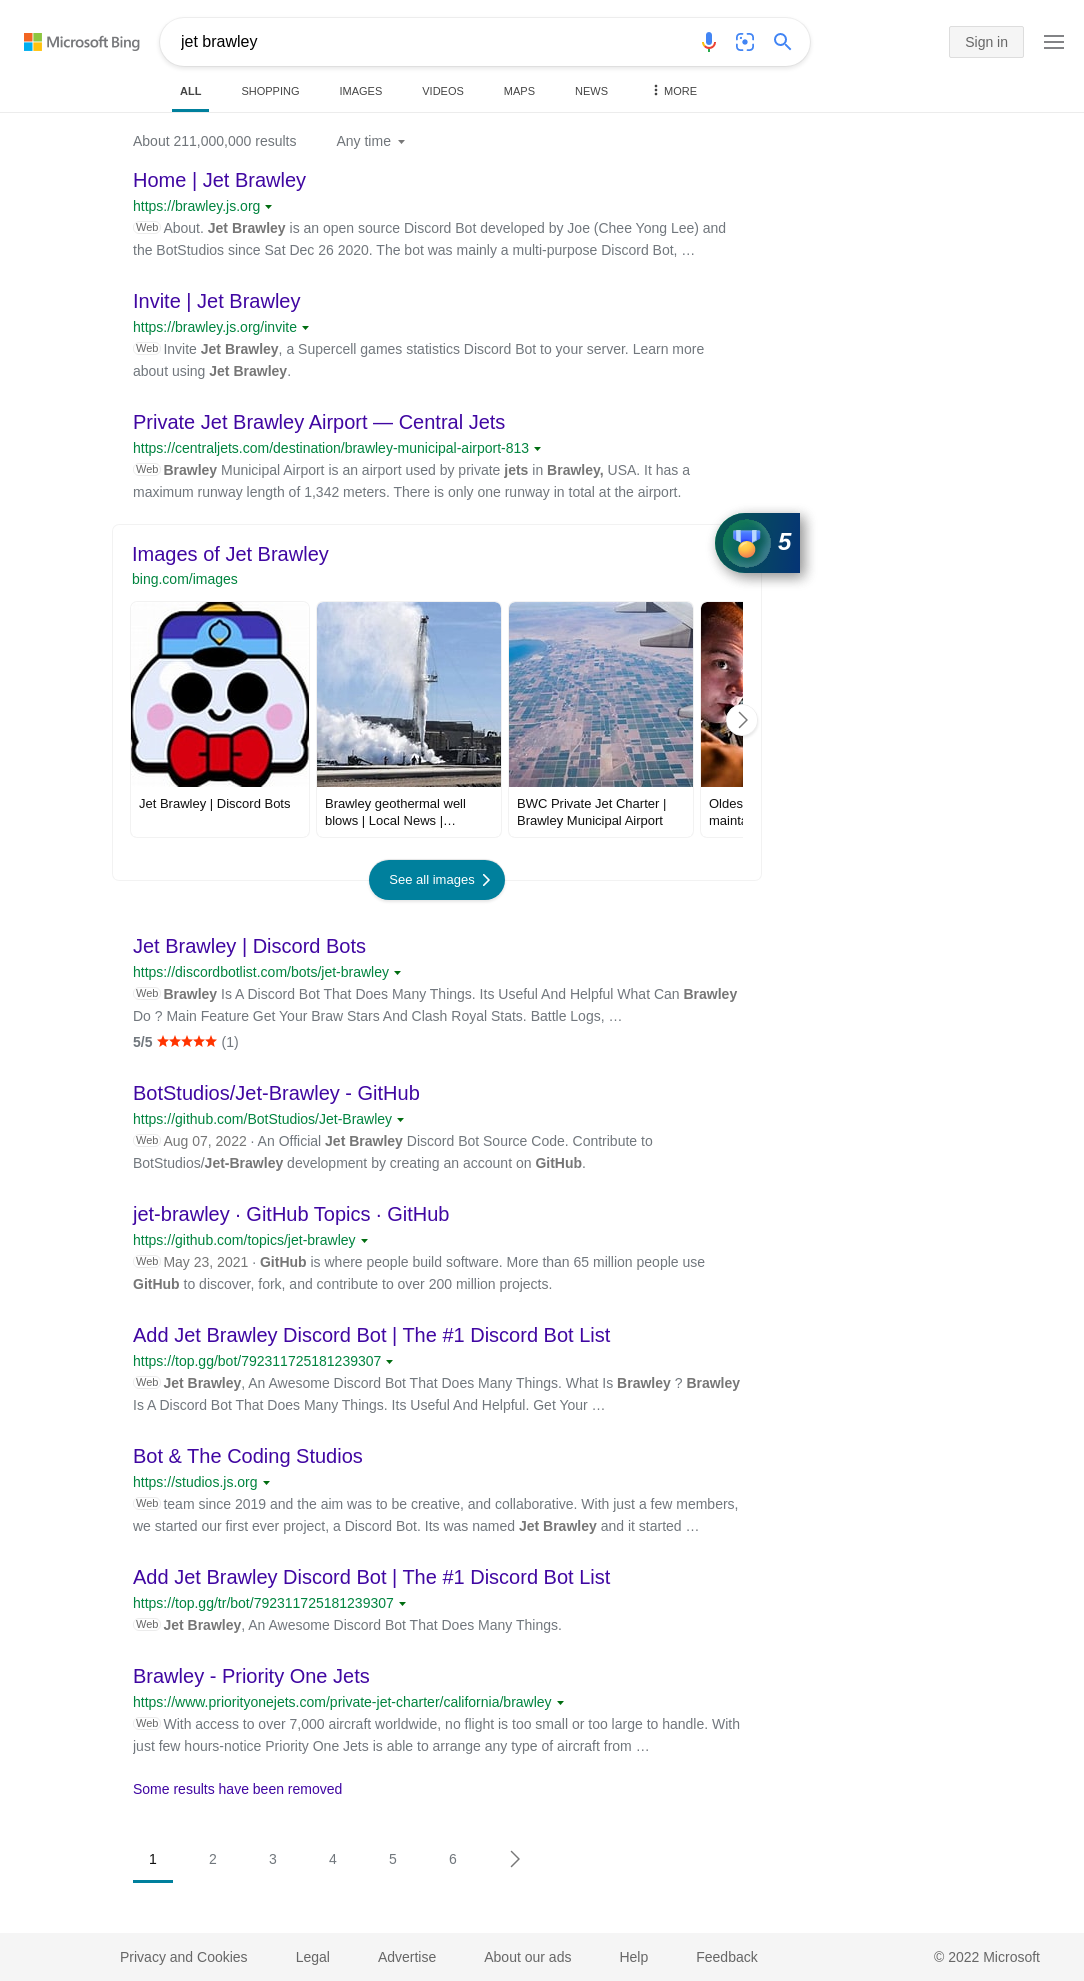 Microsoft Bing
jet brawley
Sign in
ALL SHOPPING IMAGES VIDEOS MAPS NEWS MORE
About 211,000,000 results Any time
Home | Jet Brawley
https://brawley.js.org
Web About. Jet Brawley is an open source Discord Bot developed by Joe (Chee Yong Lee) and
the BotStudios since Sat Dec 26 2020. The bot was mainly a multi-purpose Discord Bot, …
Invite | Jet Brawley
https://brawley.js.org/invite
Web Invite Jet Brawley, a Supercell games statistics Discord Bot to your server. Learn more
about using Jet Brawley.
Private Jet Brawley Airport — Central Jets
https://centraljets.com/destination/brawley-municipal-airport-813
Web Brawley Municipal Airport is an airport used by private jets in Brawley, USA. It has a
maximum runway length of 1,342 meters. There is only one runway in total at the airport.
5
Images of Jet Brawley
bing.com/images
Jet Brawley | Discord Bots
Brawley geothermal well
blows | Local News |…
BWC Private Jet Charter |
Brawley Municipal Airport
Oldes
mainta
See all images
Jet Brawley | Discord Bots
https://discordbotlist.com/bots/jet-brawley
Web Brawley Is A Discord Bot That Does Many Things. Its Useful And Helpful What Can Brawley
Do ? Main Feature Get Your Braw Stars And Clash Royal Stats. Battle Logs, …
5/5 ★★★★★ (1)
BotStudios/Jet-Brawley - GitHub
https://github.com/BotStudios/Jet-Brawley
Web Aug 07, 2022 · An Official Jet Brawley Discord Bot Source Code. Contribute to
BotStudios/Jet-Brawley development by creating an account on GitHub.
jet-brawley · GitHub Topics · GitHub
https://github.com/topics/jet-brawley
Web May 23, 2021 · GitHub is where people build software. More than 65 million people use
GitHub to discover, fork, and contribute to over 200 million projects.
Add Jet Brawley Discord Bot | The #1 Discord Bot List
https://top.gg/bot/792311725181239307
Web Jet Brawley, An Awesome Discord Bot That Does Many Things. What Is Brawley ? Brawley
Is A Discord Bot That Does Many Things. Its Useful And Helpful. Get Your …
Bot & The Coding Studios
https://studios.js.org
Web team since 2019 and the aim was to be creative, and collaborative. With just a few members,
we started our first ever project, a Discord Bot. Its was named Jet Brawley and it started …
Add Jet Brawley Discord Bot | The #1 Discord Bot List
https://top.gg/tr/bot/792311725181239307
Web Jet Brawley, An Awesome Discord Bot That Does Many Things.
Brawley - Priority One Jets
https://www.priorityonejets.com/private-jet-charter/california/brawley
Web With access to over 7,000 aircraft worldwide, no flight is too small or too large to handle. With
just few hours-notice Priority One Jets is able to arrange any type of aircraft from …
Some results have been removed
1 2 3 4 5 6
Privacy and Cookies Legal Advertise About our ads Help Feedback © 2022 Microsoft